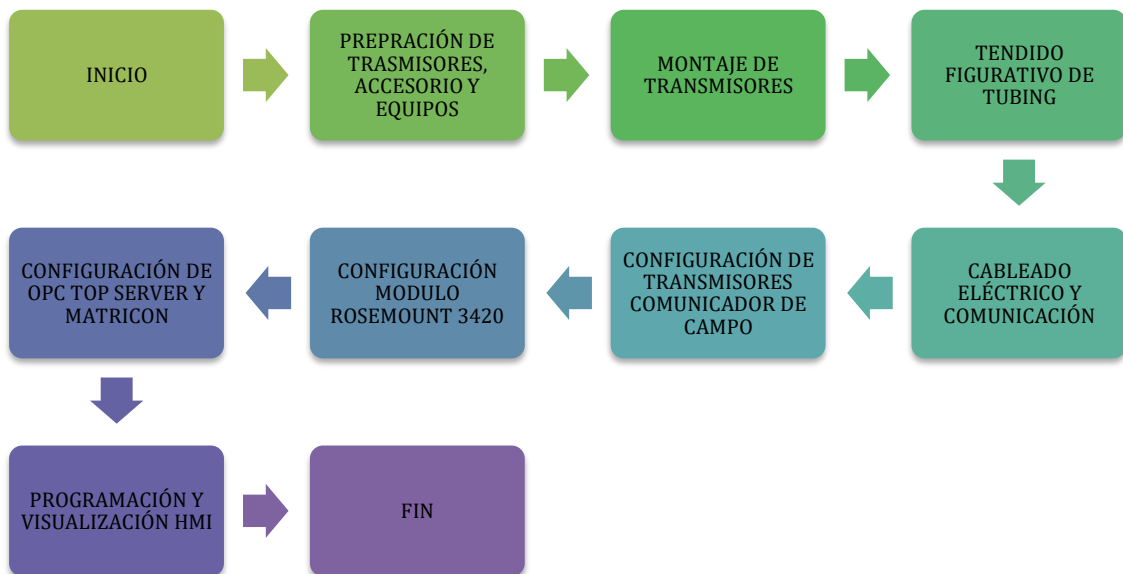 INICIO
PREPRACIÓN DE
TRASMISORES,
ACCESORIO Y
EQUIPOS
MONTAJE DE
TRANSMISORES
TENDIDO
FIGURATIVO DE
TUBING
CABLEADO
ELÉCTRICO Y
COMUNICACIÓN
CONFIGURACIÓN DE
TRANSMISORES
COMUNICADOR DE
CAMPO
CONFIGURACIÓN
MODULO
ROSEMOUNT 3420
CONFIGURACIÓN DE
OPC TOP SERVER Y
MATRICON
PROGRAMACIÓN Y
VISUALIZACIÓN HMI
FIN